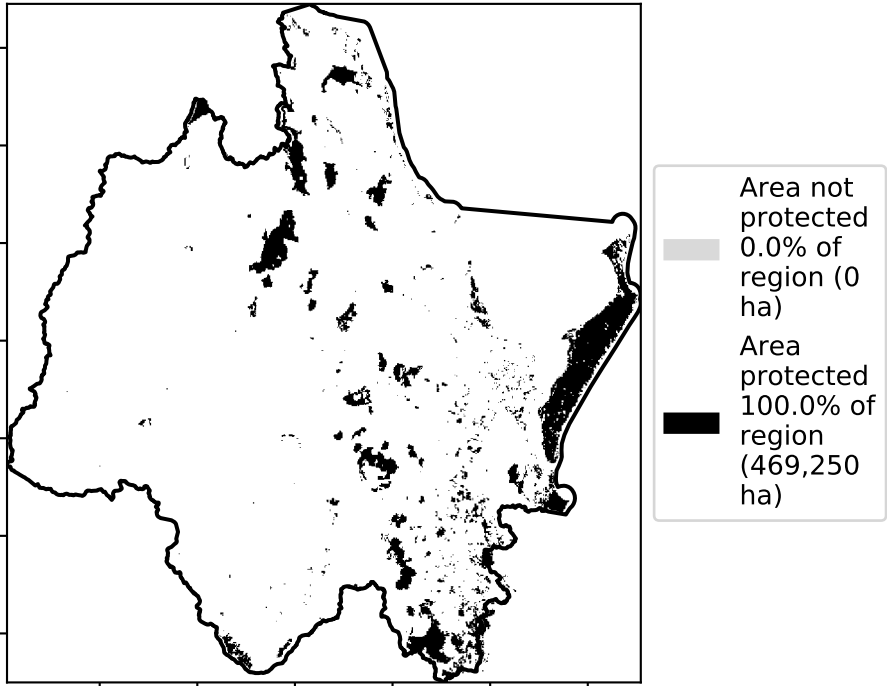 Area not
protected
0.0% of
region (0
ha)
Area
protected
100.0% of
region
(469,250
ha)